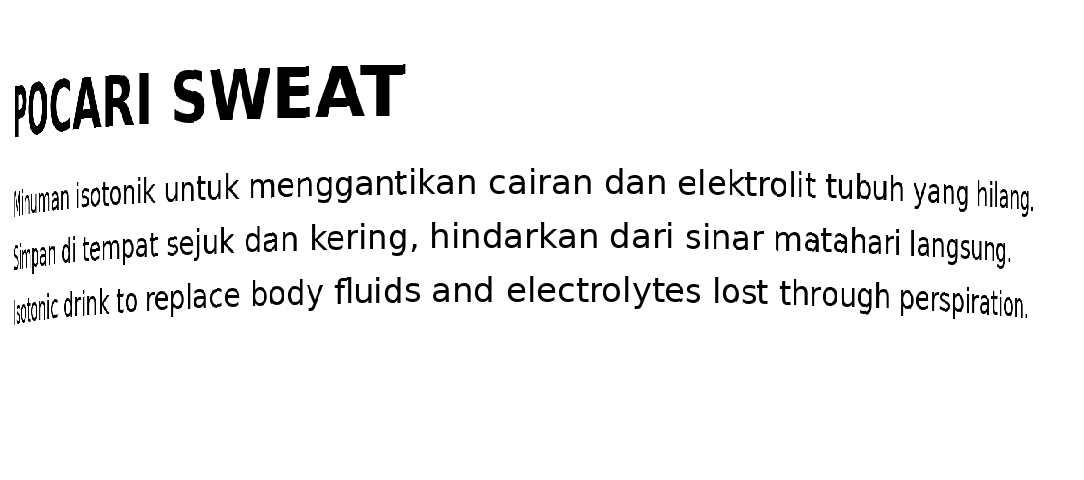 POCARI SWEAT
Minuman isotonik untuk menggantikan cairan dan elektrolit tubuh yang hilang.
Simpan di tempat sejuk dan kering, hindarkan dari sinar matahari langsung.
Isotonic drink to replace body fluids and electrolytes lost through perspiration.